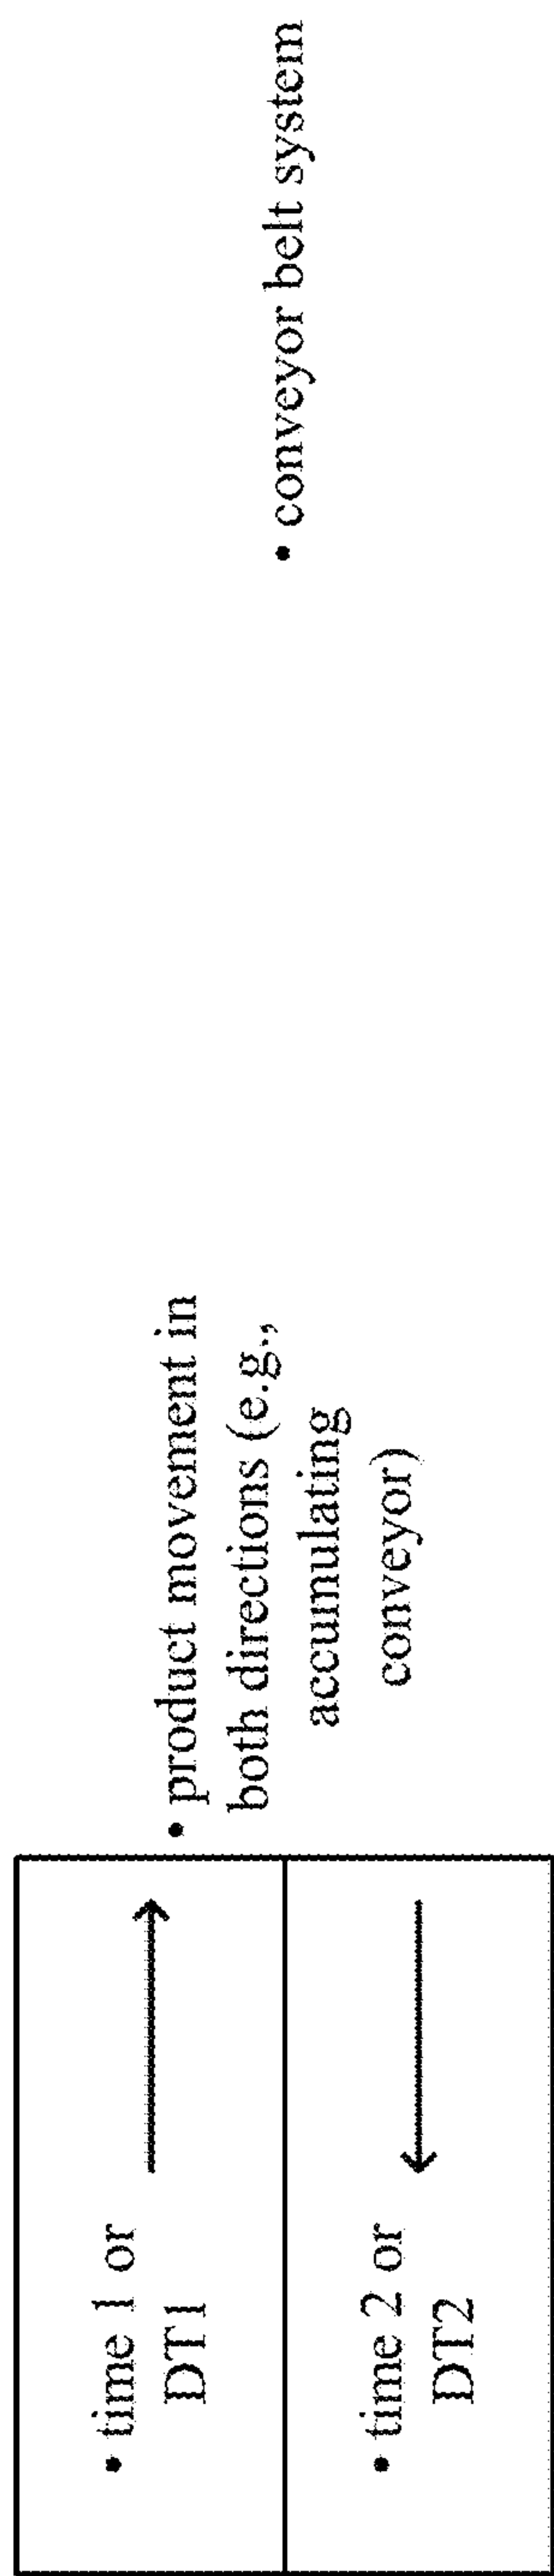 • time 1 or
DT1
• time 2 or
DT2
• product movement in
both directions (e.g.,
accumulating
conveyor)
• conveyor belt system